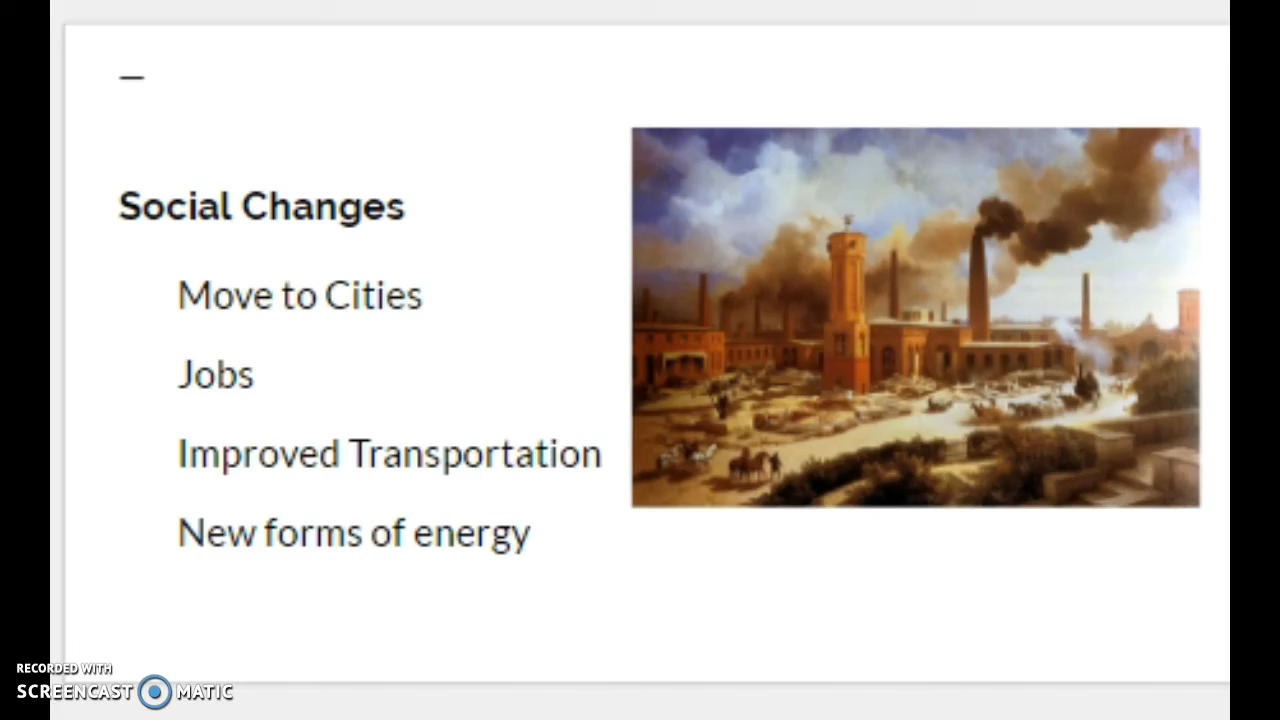 Social Changes
Move to Cities
Jobs
Improved Transportation
New forms of energy
RECORDED WITH
SCREENCAST MATIC